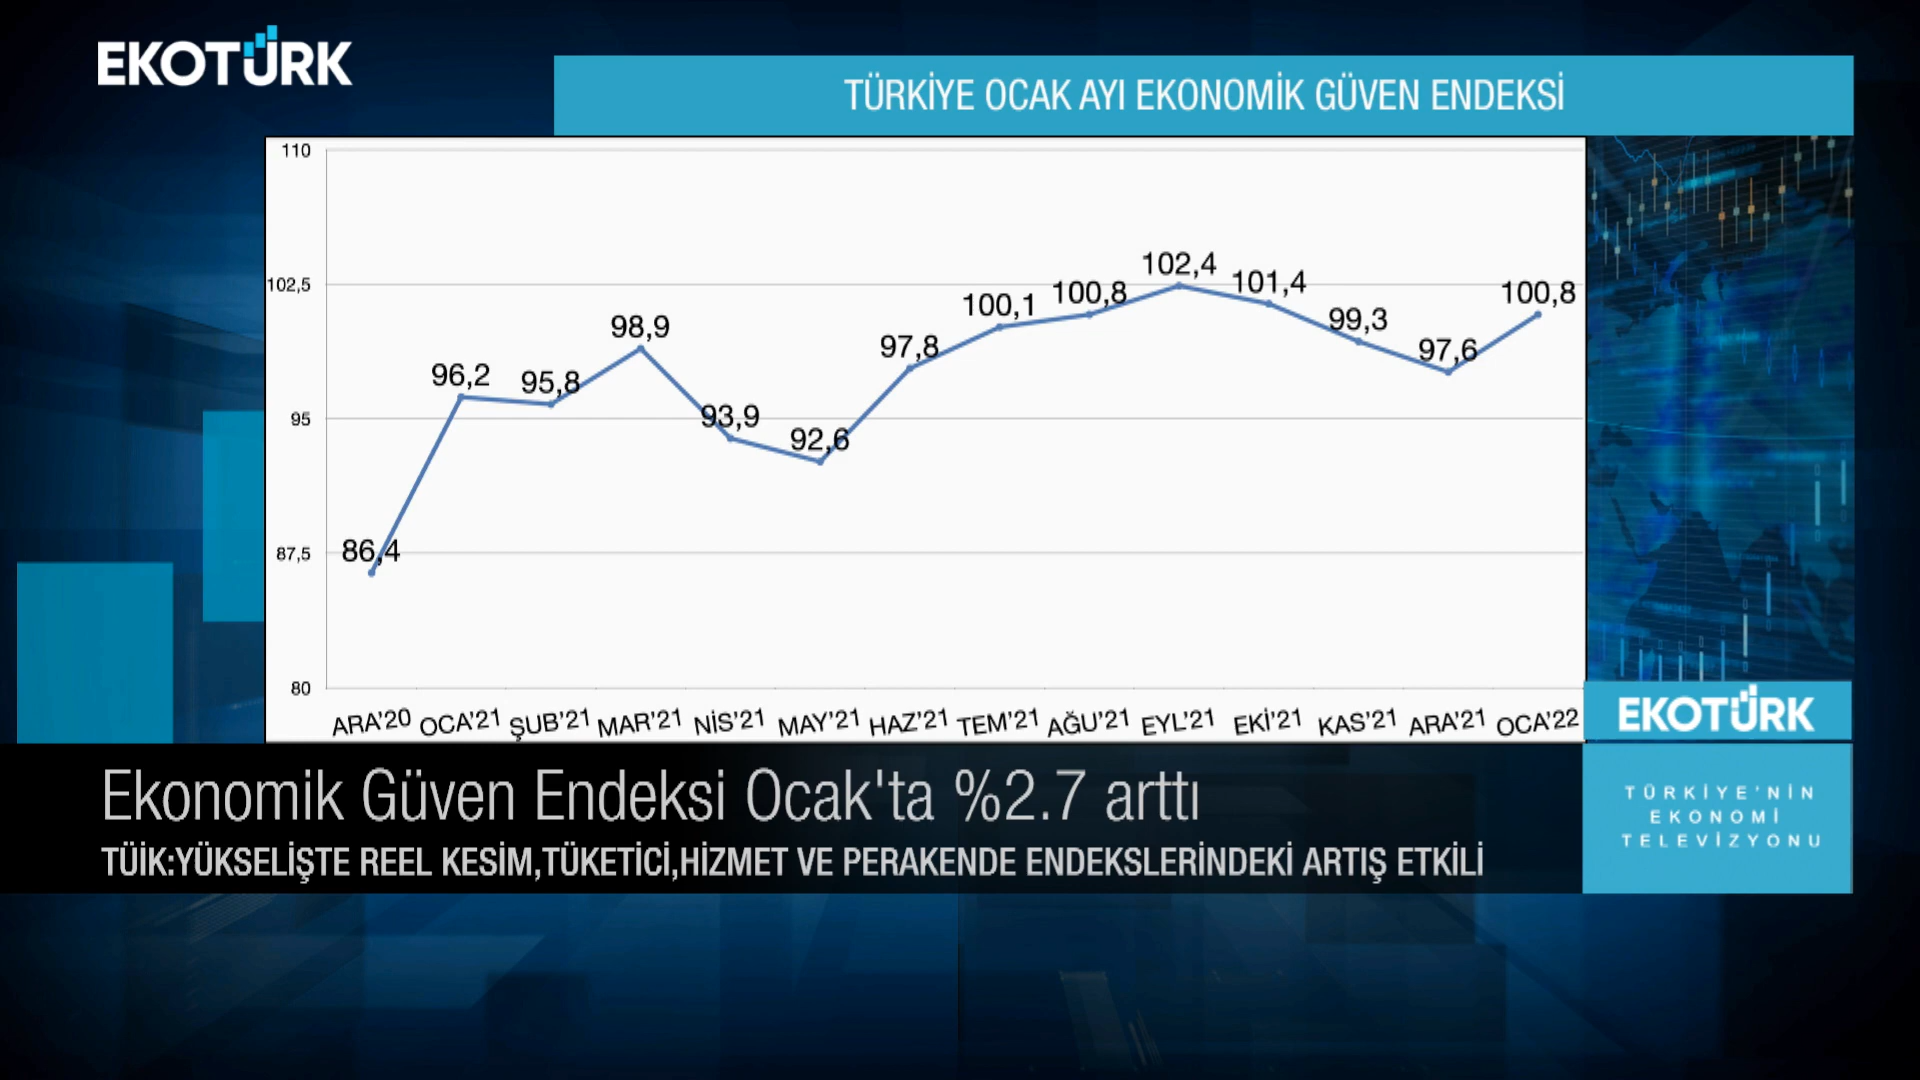 EKOTÜRK
TÜRKİYE OCAK AYI EKONOMİK GÜVEN ENDEKSİ
110
102,5
95
87,5
80
86,4
96,2
95,8
98,9
93,9
92,6
97,8
100,1
100,8
102,4
101,4
99,3
97,6
100,8
ARA'20 OCA'21 ŞUB'21 MAR'21 NİS'21 MAY'21 HAZ'21 TEM'21 AĞU'21 EYL'21 EKİ'21 KAS'21 ARA'21 OCA'22
EKOTÜRK
Ekonomik Güven Endeksi Ocak'ta %2.7 arttı
TÜİK:YÜKSELİŞTE REEL KESİM,TÜKETİCİ,HİZMET VE PERAKENDE ENDEKSLERİNDEKİ ARTIŞ ETKİLİ
TÜRKİYE'NİN
EKONOMİ
TELEVİZYONU